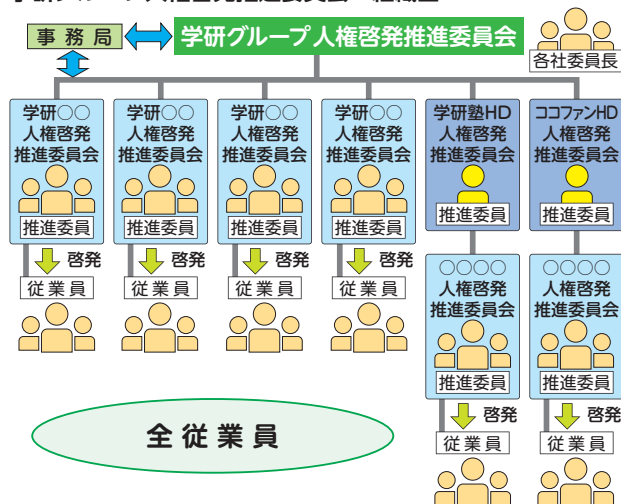 事務局
学研グループ人権啓発推進委員会
各社委員長
学研○○
人権啓発
推進委員会
推進委員
啓発
従業員
学研○○
人権啓発
推進委員会
推進委員
啓発
従業員
学研○○
人権啓発
推進委員会
推進委員
啓発
従業員
学研○○
人権啓発
推進委員会
推進委員
啓発
従業員
学研塾HD
人権啓発
推進委員会
推進委員
○○○○
人権啓発
推進委員会
推進委員
啓発
従業員
ココファンHD
人権啓発
推進委員会
推進委員
○○○○
人権啓発
推進委員会
推進委員
啓発
従業員
全従業員